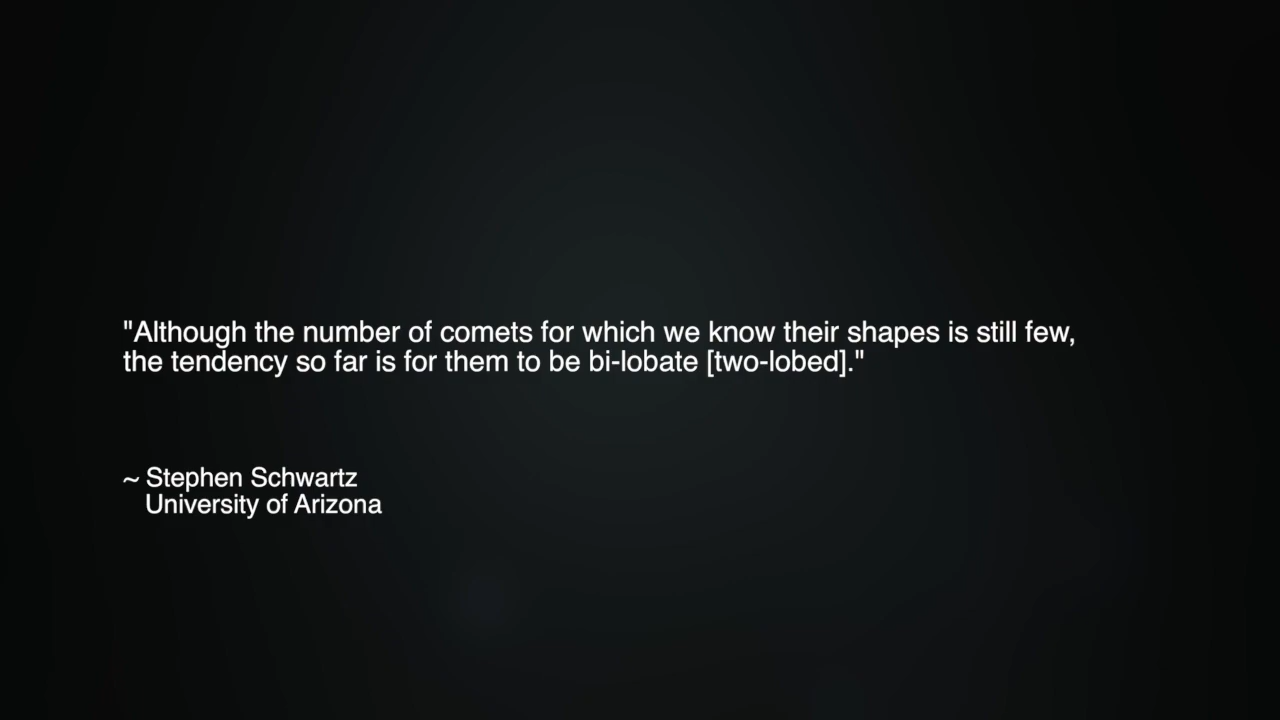 "Although the number of comets for which we know their shapes is still few,
the tendency so far is for them to be bi-lobate [two-lobed]."
~ Stephen Schwartz
University of Arizona